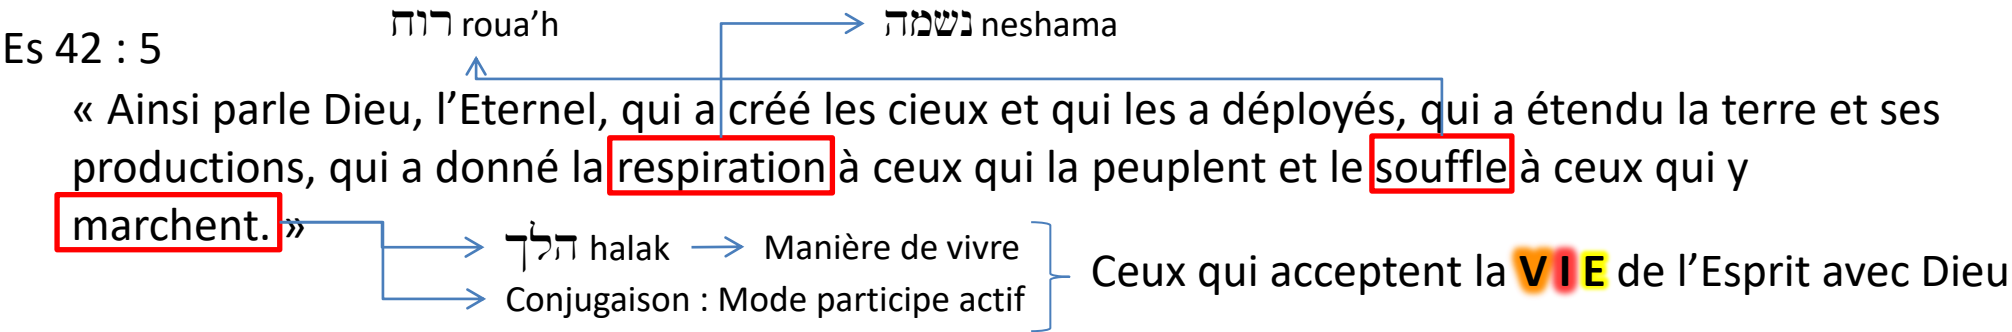 רוח roua’h
נשמה neshama
Es 42 : 5
« Ainsi parle Dieu, l’Eternel, qui a créé les cieux et qui les a déployés, qui a étendu la terre et ses
productions, qui a donné la respiration à ceux qui la peuplent et le souffle à ceux qui y
marchent. »
הלך halak
Manière de vivre
Conjugaison : Mode participe actif
Ceux qui acceptent la V I E de l’Esprit avec Dieu